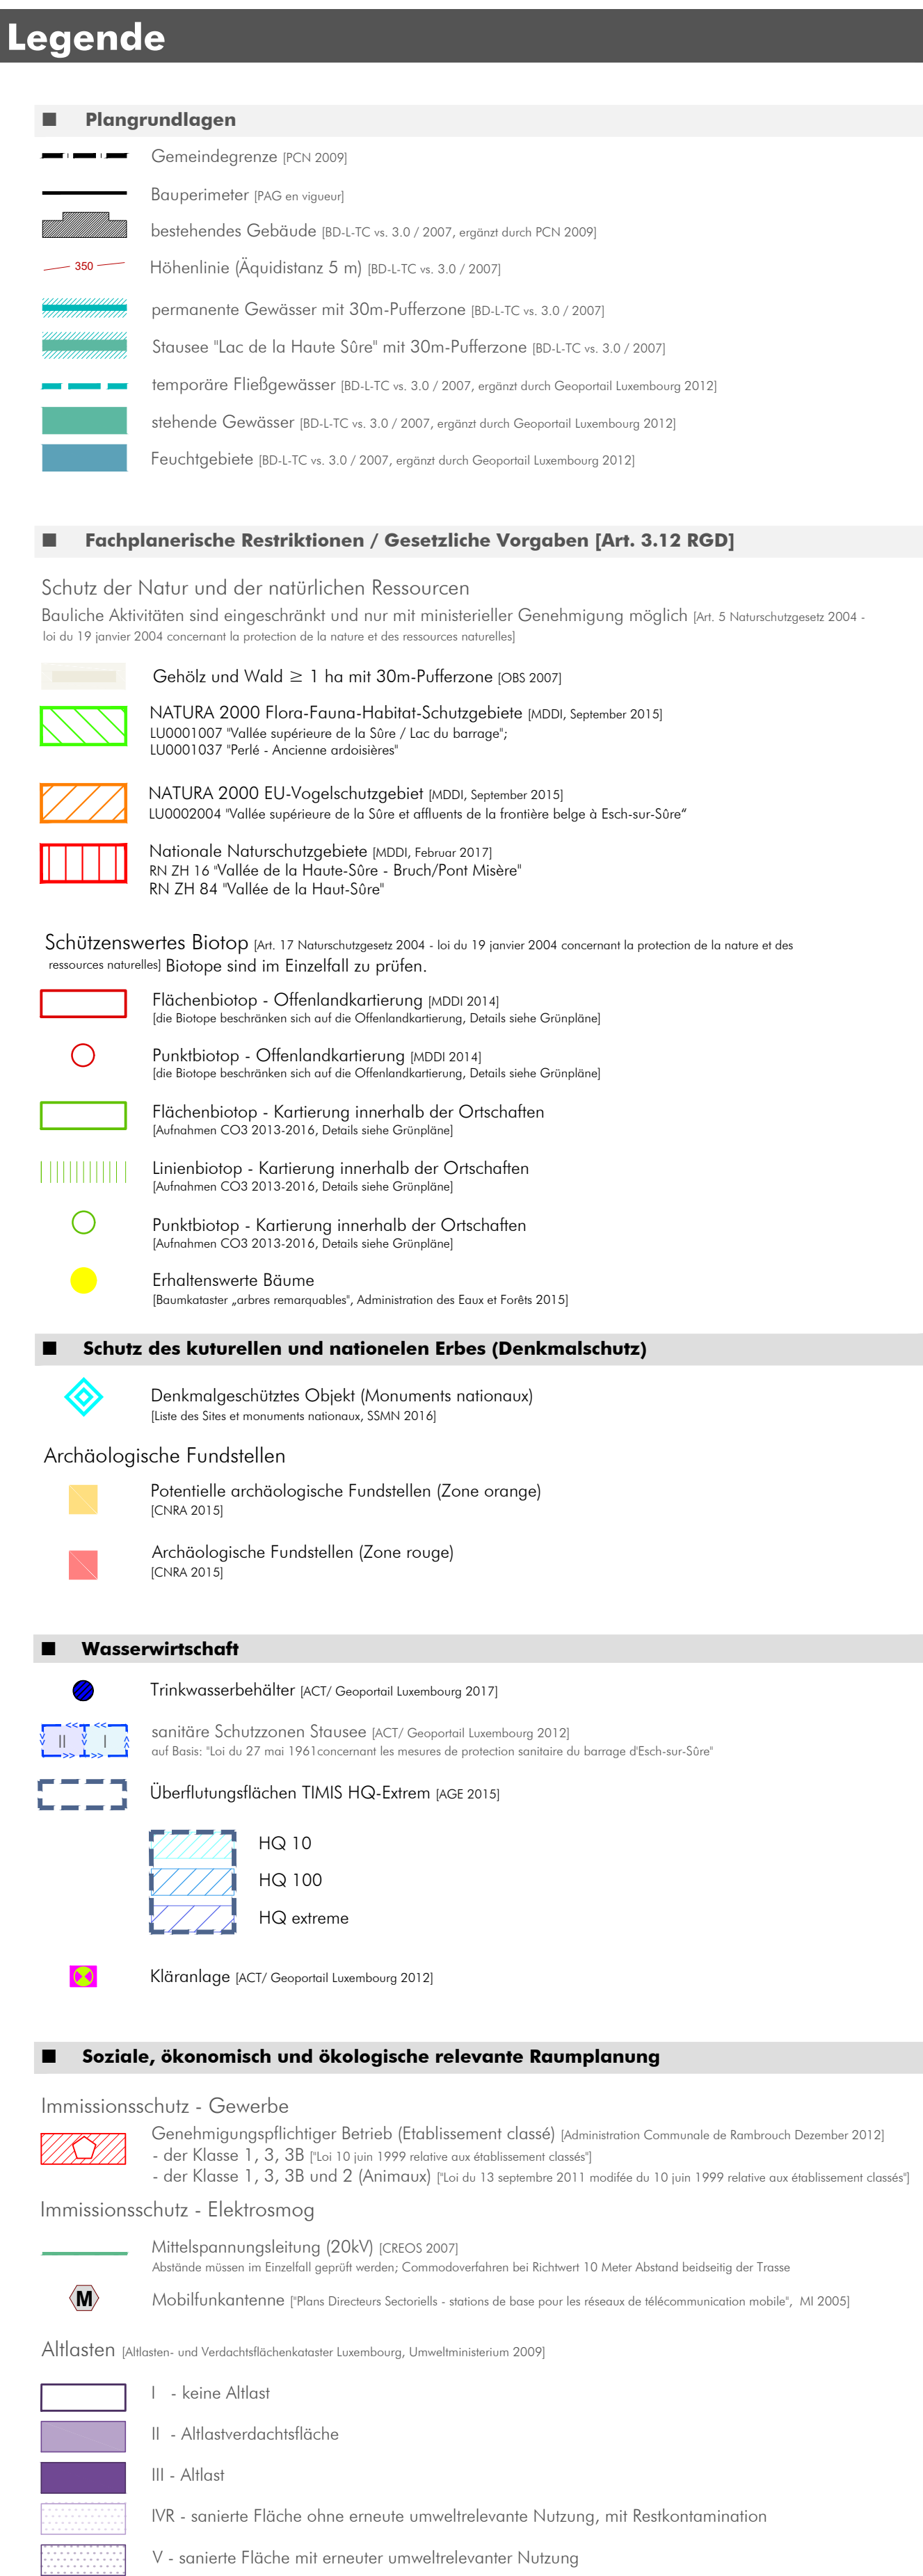 Legende
■ Plangrundlagen
Gemeindegrenze [PCN 2009]
Bauperimeter [PAG en vigueur]
bestehendes Gebäude [BD-L-TC vs. 3.0 / 2007, ergänzt durch PCN 2009]
350 Höhenlinie (Äquidistanz 5 m) [BD-L-TC vs. 3.0 / 2007]
permanente Gewässer mit 30m-Pufferzone [BD-L-TC vs. 3.0 / 2007]
Stausee "Lac de la Haute Sûre" mit 30m-Pufferzone [BD-L-TC vs. 3.0 / 2007]
temporäre Fließgewässer [BD-L-TC vs. 3.0 / 2007, ergänzt durch Geoportail Luxembourg 2012]
stehende Gewässer [BD-L-TC vs. 3.0 / 2007, ergänzt durch Geoportail Luxembourg 2012]
Feuchtgebiete [BD-L-TC vs. 3.0 / 2007, ergänzt durch Geoportail Luxembourg 2012]
■ Fachplanerische Restriktionen / Gesetzliche Vorgaben [Art. 3.12 RGD]
Schutz der Natur und der natürlichen Ressourcen
Bauliche Aktivitäten sind eingeschränkt und nur mit ministerieller Genehmigung möglich [Art. 5 Naturschutzgesetz 2004 -
loi du 19 janvier 2004 concernant la protection de la nature et des ressources naturelles]
Gehölz und Wald ≥ 1 ha mit 30m-Pufferzone [OBS 2007]
NATURA 2000 Flora-Fauna-Habitat-Schutzgebiete [MDDI, September 2015]
LU0001007 "Vallée supérieure de la Sûre / Lac du barrage";
LU0001037 "Perlé - Ancienne ardoisières"
NATURA 2000 EU-Vogelschutzgebiet [MDDI, September 2015]
LU0002004 "Vallée supérieure de la Sûre et affluents de la frontière belge à Esch-sur-Sûre“
Nationale Naturschutzgebiete [MDDI, Februar 2017]
RN ZH 16 "Vallée de la Haute-Sûre - Bruch/Pont Misère"
RN ZH 84 "Vallée de la Haut-Sûre"
Schützenswertes Biotop [Art. 17 Naturschutzgesetz 2004 - loi du 19 janvier 2004 concernant la protection de la nature et des
ressources naturelles] Biotope sind im Einzelfall zu prüfen.
Flächenbiotop - Offenlandkartierung [MDDI 2014]
[die Biotope beschränken sich auf die Offenlandkartierung, Details siehe Grünpläne]
Punktbiotop - Offenlandkartierung [MDDI 2014]
[die Biotope beschränken sich auf die Offenlandkartierung, Details siehe Grünpläne]
Flächenbiotop - Kartierung innerhalb der Ortschaften
[Aufnahmen CO3 2013-2016, Details siehe Grünpläne]
Linienbiotop - Kartierung innerhalb der Ortschaften
[Aufnahmen CO3 2013-2016, Details siehe Grünpläne]
Punktbiotop - Kartierung innerhalb der Ortschaften
[Aufnahmen CO3 2013-2016, Details siehe Grünpläne]
Erhaltenswerte Bäume
[Baumkataster „arbres remarquables", Administration des Eaux et Forêts 2015]
■ Schutz des kuturellen und nationelen Erbes (Denkmalschutz)
Denkmalgeschütztes Objekt (Monuments nationaux)
[Liste des Sites et monuments nationaux, SSMN 2016]
Archäologische Fundstellen
Potentielle archäologische Fundstellen (Zone orange)
[CNRA 2015]
Archäologische Fundstellen (Zone rouge)
[CNRA 2015]
■ Wasserwirtschaft
Trinkwasserbehälter [ACT/ Geoportail Luxembourg 2017]
II I sanitäre Schutzzonen Stausee [ACT/ Geoportail Luxembourg 2012]
auf Basis: "Loi du 27 mai 1961concernant les mesures de protection sanitaire du barrage d'Esch-sur-Sûre"
Überflutungsflächen TIMIS HQ-Extrem [AGE 2015]
HQ 10
HQ 100
HQ extreme
Kläranlage [ACT/ Geoportail Luxembourg 2012]
■ Soziale, ökonomisch und ökologische relevante Raumplanung
Immissionsschutz - Gewerbe
Genehmigungspflichtiger Betrieb (Etablissement classé) [Administration Communale de Rambrouch Dezember 2012]
- der Klasse 1, 3, 3B ["Loi 10 juin 1999 relative aux établissement classés"]
- der Klasse 1, 3, 3B und 2 (Animaux) ["Loi du 13 septembre 2011 modifée du 10 juin 1999 relative aux établissement classés"]
Immissionsschutz - Elektrosmog
Mittelspannungsleitung (20kV) [CREOS 2007]
Abstände müssen im Einzelfall geprüft werden; Commodoverfahren bei Richtwert 10 Meter Abstand beidseitig der Trasse
M Mobilfunkantenne ["Plans Directeurs Sectoriells - stations de base pour les réseaux de télécommunication mobile", MI 2005]
Altlasten [Altlasten- und Verdachtsflächenkataster Luxembourg, Umweltministerium 2009]
I - keine Altlast
II - Altlastverdachtsfläche
III - Altlast
IVR - sanierte Fläche ohne erneute umweltrelevante Nutzung, mit Restkontamination
V - sanierte Fläche mit erneuter umweltrelevanter Nutzung